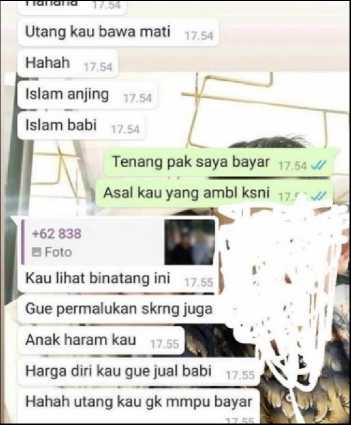 Hahaha 17.54
Utang kau bawa mati 17.54
Hahah 17.54
Islam anjing 17.54
Islam babi 17.54
Tenang pak saya bayar 17.54
Asal kau yang ambl ksni
+62 838
Foto
Kau lihat binatang ini 17.55
Gue permalukan skrng juga
Anak haram kau 17.55
Harga diri kau gue jual babi 17.55
Hahah utang kau gk mmpu bayar
17.55